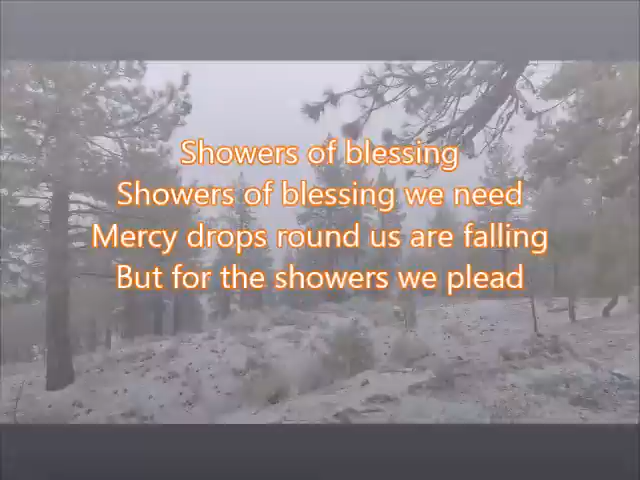 Showers of blessing
Showers of blessing we need
Mercy drops round us are falling
But for the showers we plead